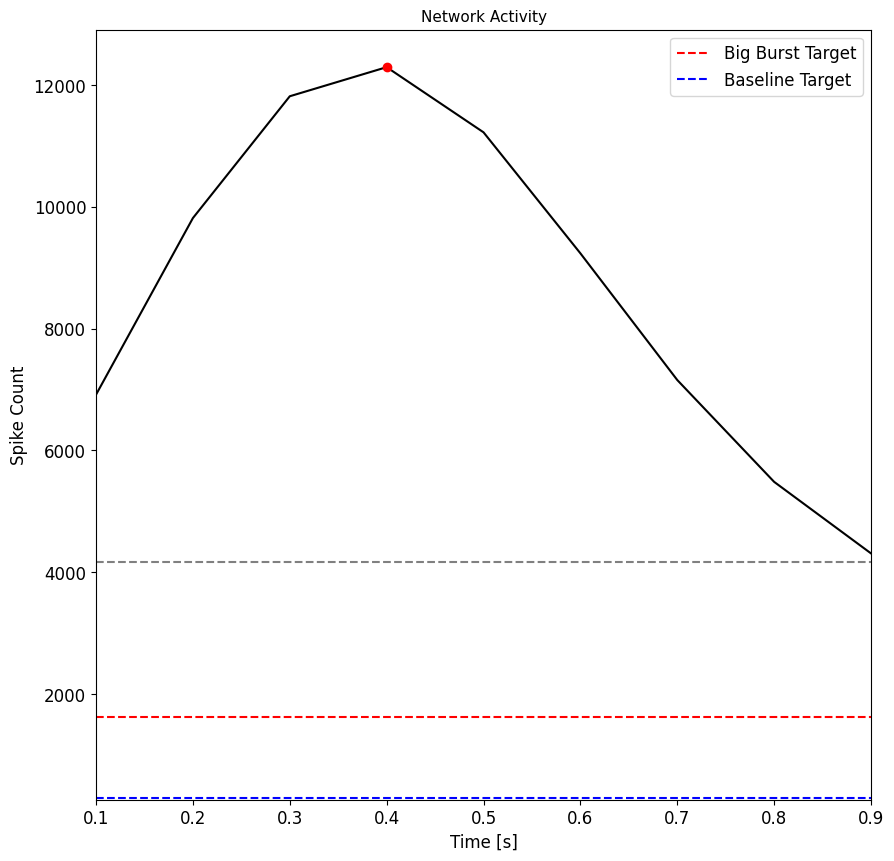 Network Activity
Big Burst Target
Baseline Target
Spike Count
12000
10000
8000
6000
4000
2000
0.1 0.2 0.3 0.4 0.5 0.6 0.7 0.8 0.9
Time [s]